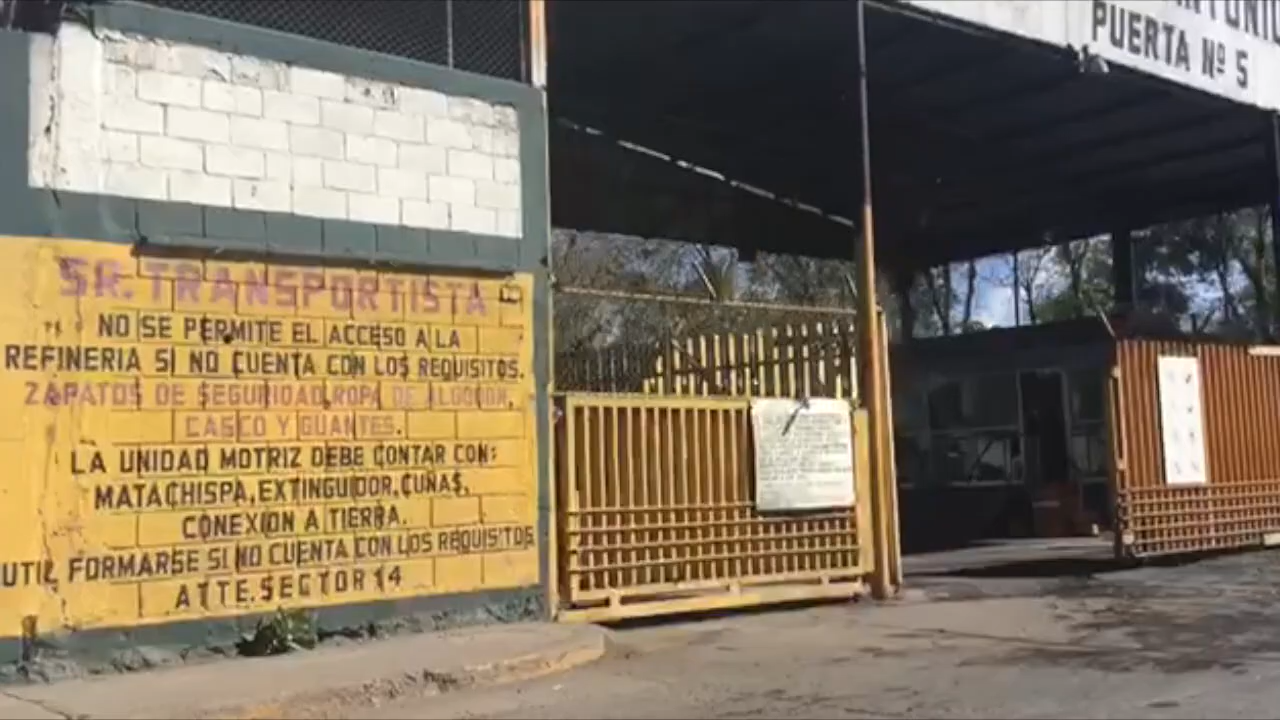 SR. TRANSPORTISTA
NO SE PERMITE EL ACCESO A LA
REFINERIA SI NO CUENTA CON LOS REQUISITOS.
ZAPATOS DE SEGURIDAD, ROPA DE ALGODON,
CASCO Y GUANTES.
LA UNIDAD MOTRIZ DEBE CONTAR CON:
MATACHISPA, EXTINGUIDOR, CUÑAS,
CONEXION A TIERRA.
FORMARSE SI NO CUENTA CON LOS REQUISITOS
ATTE. SECTOR 14
PUERTA Nº 5